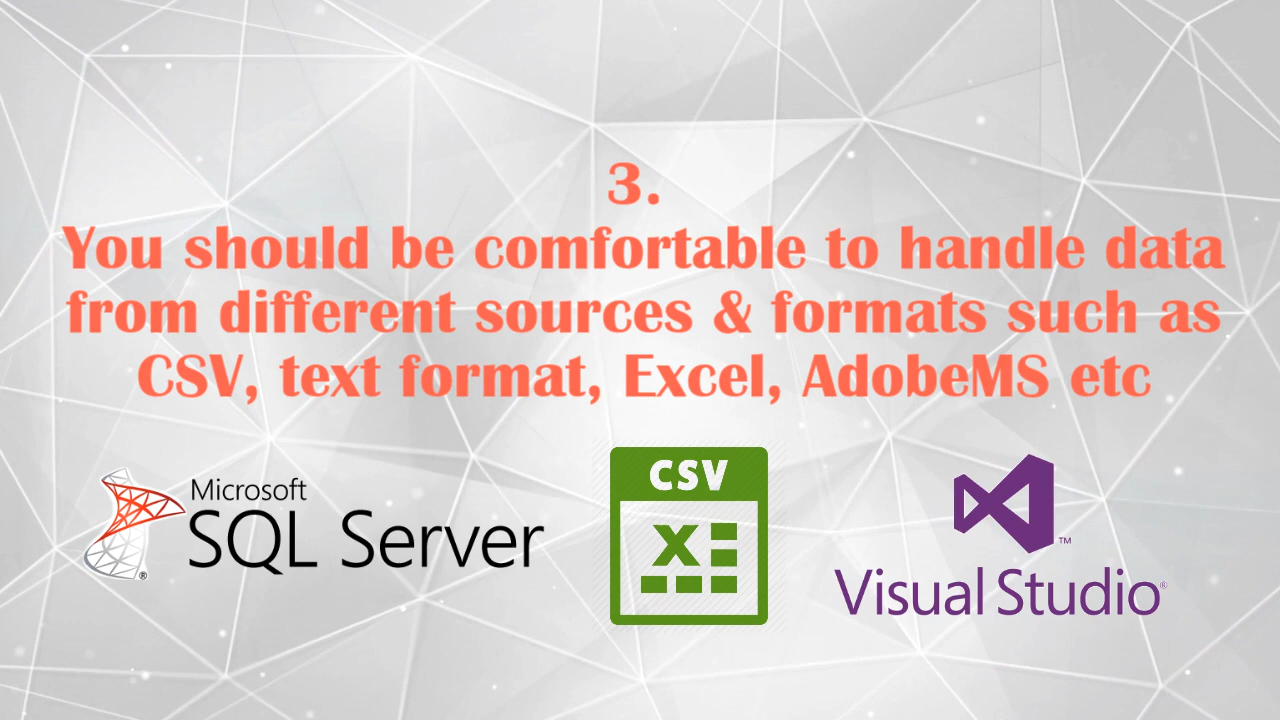 3.
You should be comfortable to handle data
from different sources & formats such as
CSV, text format, Excel, AdobeMS etc
Microsoft
SQL Server
®
CSV
X
TM
Visual Studio®